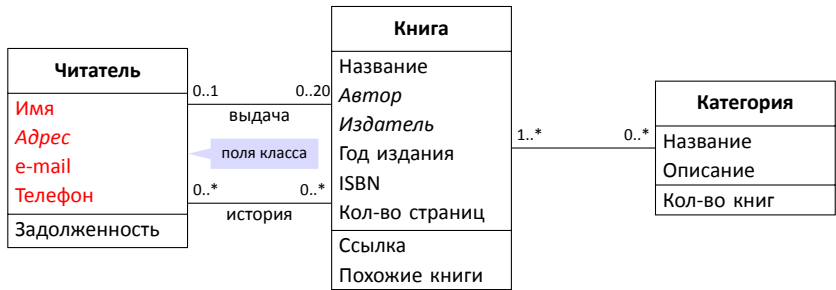 Читатель
Имя
Адрес
e-mail
Телефон
Задолженность
0..1
0..20
выдача
поля класса
0..*
0..*
история
Книга
Название
Автор
Издатель
Год издания
ISBN
Кол-во страниц
Ссылка
Похожие книги
1..*
0..*
Категория
Название
Описание
Кол-во книг